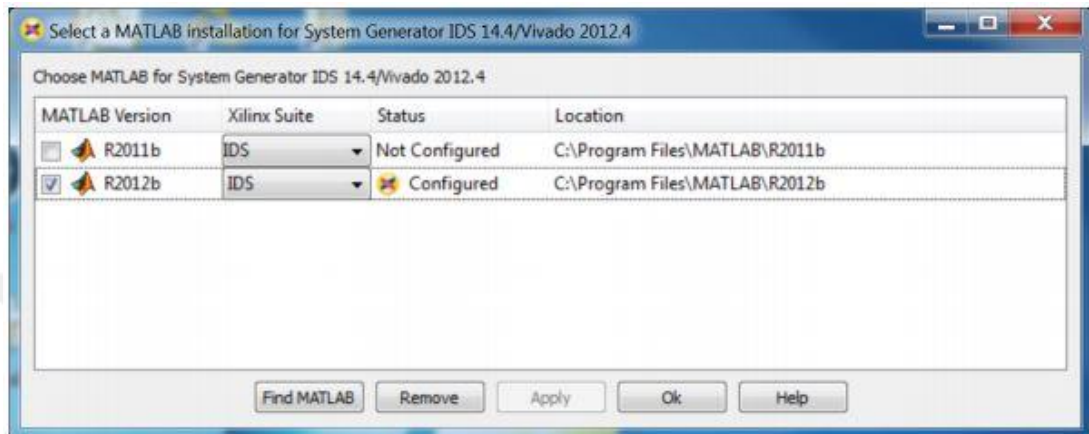 Select a MATLAB installation for System Generator IDS 14.4/Vivado 2012.4
Choose MATLAB for System Generator IDS 14.4/Vivado 2012.4
MATLAB Version Xilinx Suite Status Location
R2011b IDS Not Configured C:\Program Files\MATLAB\R2011b
R2012b IDS Configured C:\Program Files\MATLAB\R2012b
Find MATLAB Remove Apply Ok Help